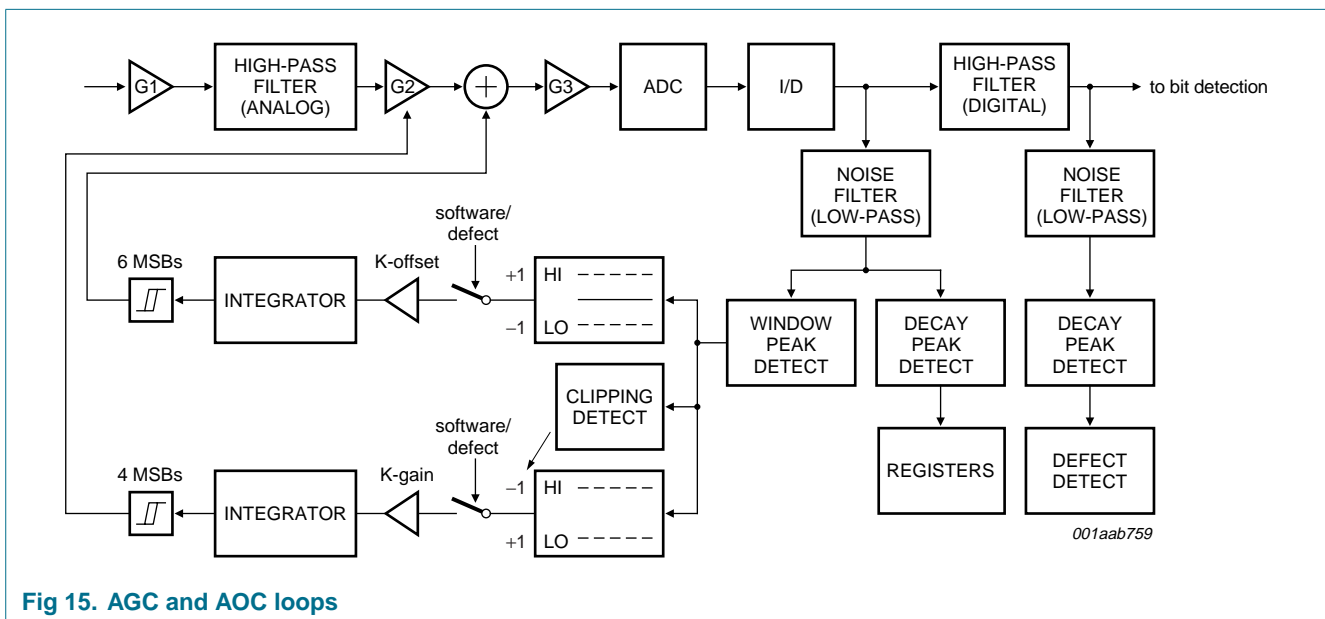 G1
HIGH-PASS
FILTER
(ANALOG)
G2
+
G3
ADC
I/D
HIGH-PASS
FILTER
(DIGITAL)
to bit detection
NOISE
FILTER
(LOW-PASS)
NOISE
FILTER
(LOW-PASS)
6 MSBs
INTEGRATOR
K-offset
software/
defect
+1
HI
−1
LO
WINDOW
PEAK
DETECT
DECAY
PEAK
DETECT
DECAY
PEAK
DETECT
CLIPPING
DETECT
4 MSBs
INTEGRATOR
K-gain
software/
defect
−1
HI
+1
LO
REGISTERS
DEFECT
DETECT
001aab759
Fig 15. AGC and AOC loops